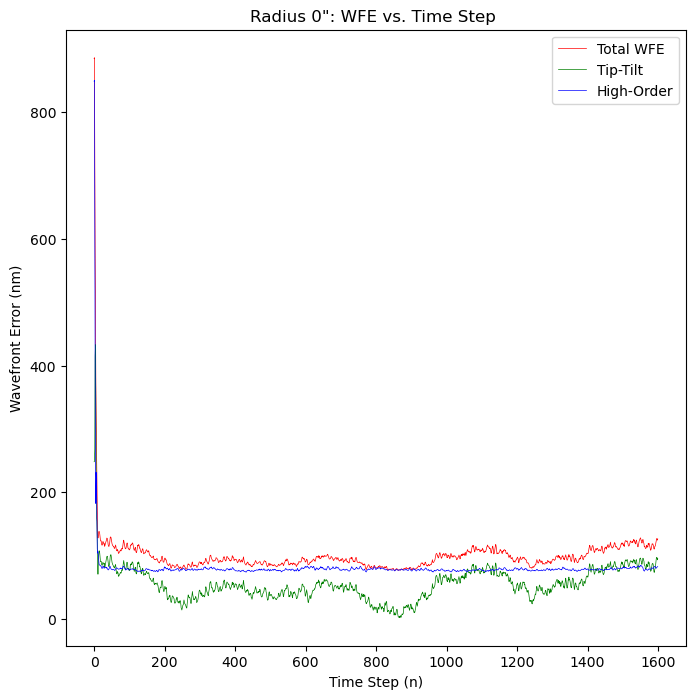 Radius 0": WFE vs. Time Step
Total WFE
Tip-Tilt
High-Order
Wavefront Error (nm)
800
600
400
200
0
0 200 400 600 800 1000 1200 1400 1600
Time Step (n)